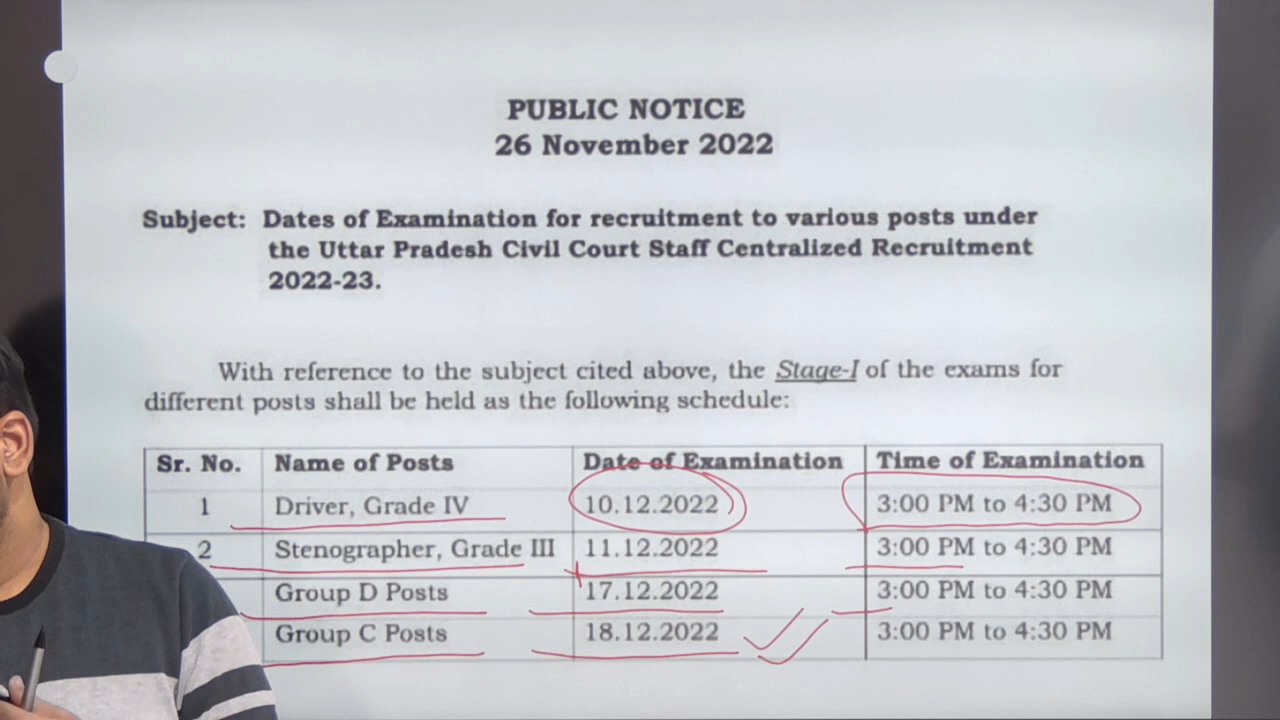 PUBLIC NOTICE
26 November 2022
Subject: Dates of Examination for recruitment to various posts under
the Uttar Pradesh Civil Court Staff Centralized Recruitment
2022-23.
With reference to the subject cited above, the Stage-I of the exams for
different posts shall be held as the following schedule:
Sr. No. Name of Posts Date of Examination Time of Examination
1 Driver, Grade IV 10.12.2022 3:00 PM to 4:30 PM
2 Stenographer, Grade III 11.12.2022 3:00 PM to 4:30 PM
Group D Posts 17.12.2022 3:00 PM to 4:30 PM
Group C Posts 18.12.2022 3:00 PM to 4:30 PM